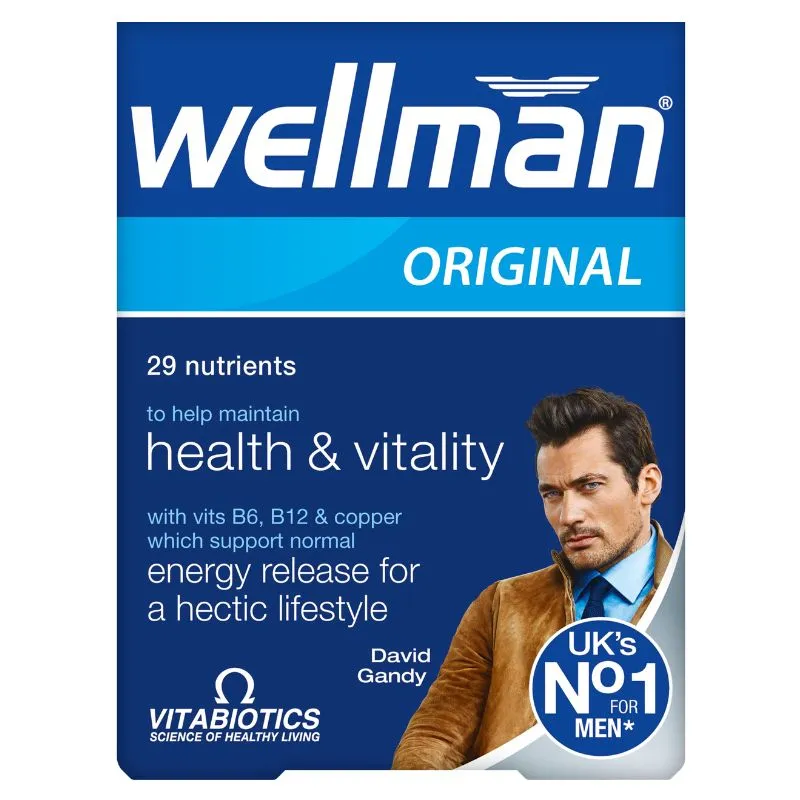 wellman®
ORIGINAL
29 nutrients
to help maintain
health & vitality
with vits B6, B12 & copper
which support normal
energy release for
a hectic lifestyle
David
Gandy
VITABIOTICS
SCIENCE OF HEALTHY LIVING
UK's
No1
FOR
MEN*